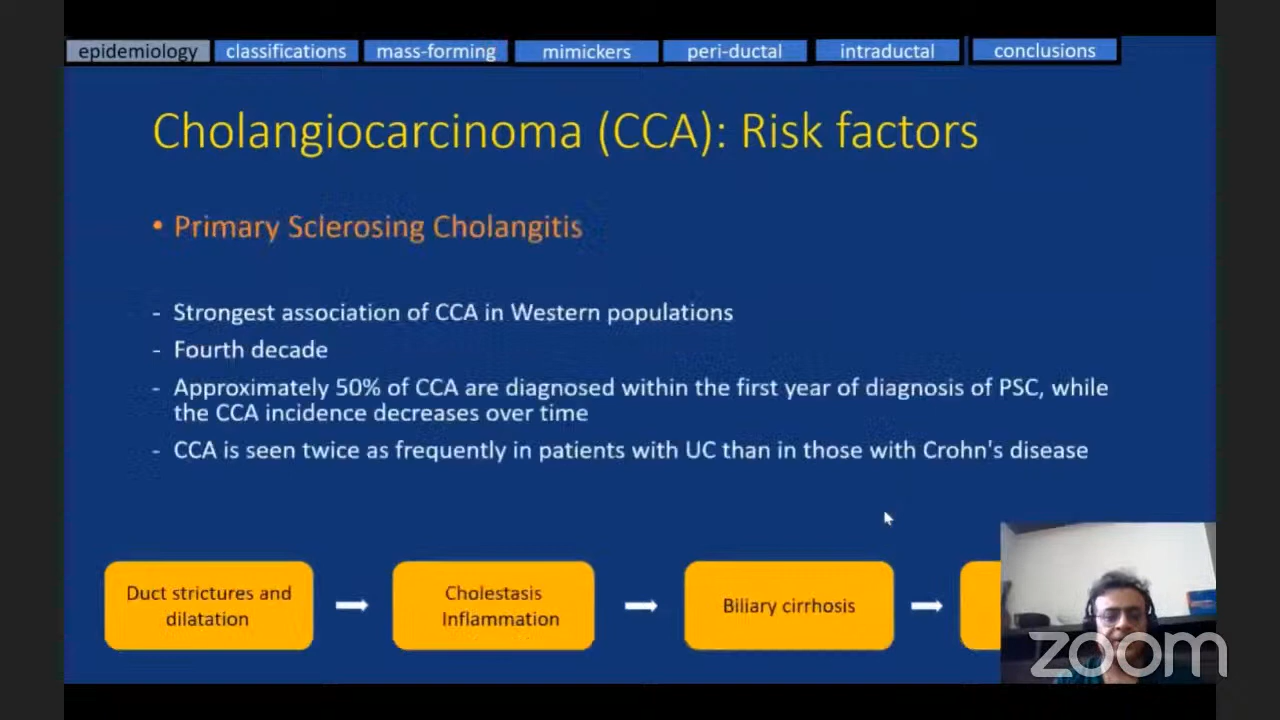 epidemiology classifications mass-forming mimickers peri-ductal intraductal conclusions
Cholangiocarcinoma (CCA): Risk factors
• Primary Sclerosing Cholangitis
- Strongest association of CCA in Western populations
- Fourth decade
- Approximately 50% of CCA are diagnosed within the first year of diagnosis of PSC, while
the CCA incidence decreases over time
- CCA is seen twice as frequently in patients with UC than in those with Crohn's disease
Duct strictures and
dilatation
Cholestasis
Inflammation
Biliary cirrhosis
zoom